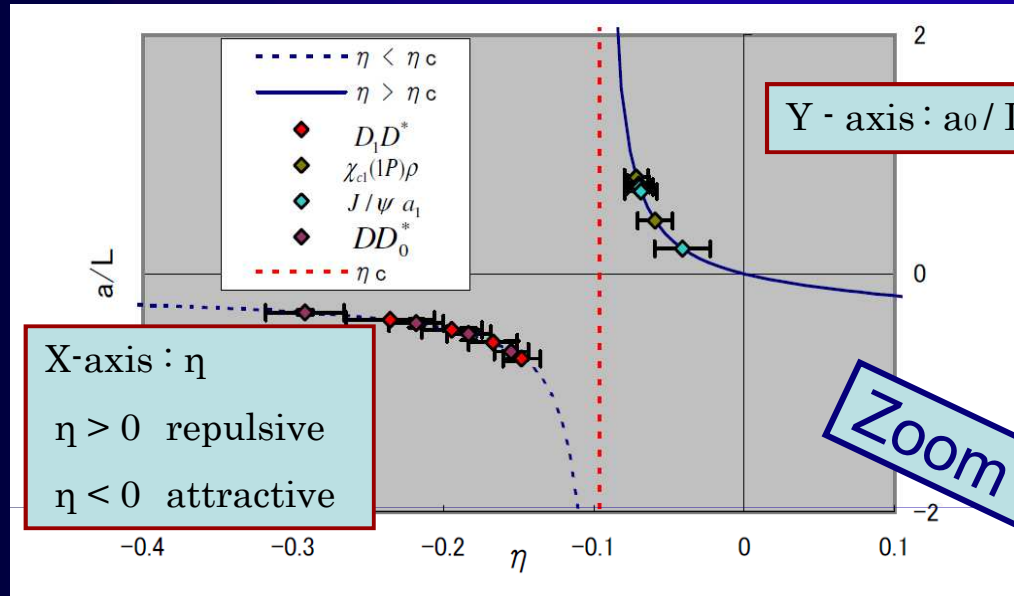 η < ηc
η > ηc
D₁D*
χc1(1P)ρ
J/ψ a₁
DD₀*
ηc
Y - axis : a0 /
a/L
2
0
-2
X-axis : η
η > 0 repulsive
η < 0 attractive
Zoom
-0.4 -0.3 -0.2 -0.1 0 0.1
η